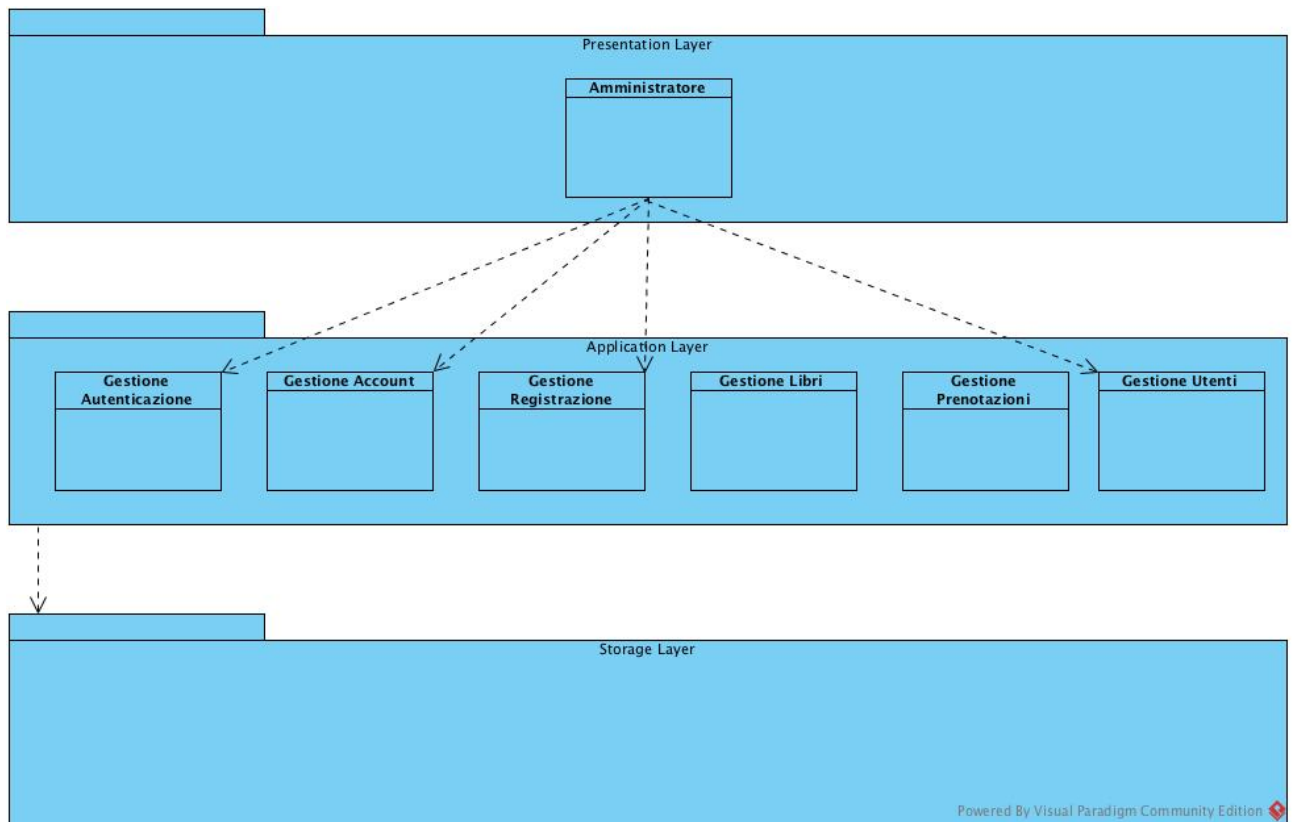 Presentation Layer
Amministratore
Application Layer
Gestione
Autenticazione
Gestione Account
Gestione
Registrazione
Gestione Libri
Gestione
Prenotazioni
Gestione Utenti
Storage Layer
Powered By Visual Paradigm Community Edition